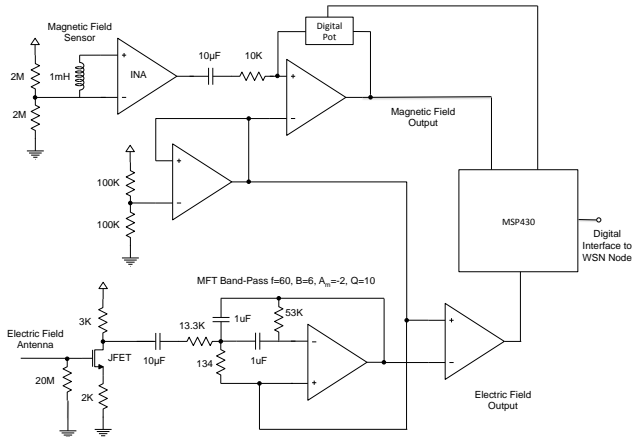 Magnetic Field
Sensor
Digital
Pot
10µF
10K
2M
1mH
+
INA
−
+
−
2M
Magnetic Field
Output
100K
+
−
100K
MSP430
Digital
Interface to
WSN Node
MFT Band-Pass f=60, B=6, Am=-2, Q=10
1uF
53K
3K
13.3K
+
Electric Field
Antenna
JFET
10µF
134
1uF
−
+
−
20M
2K
Electric Field
Output